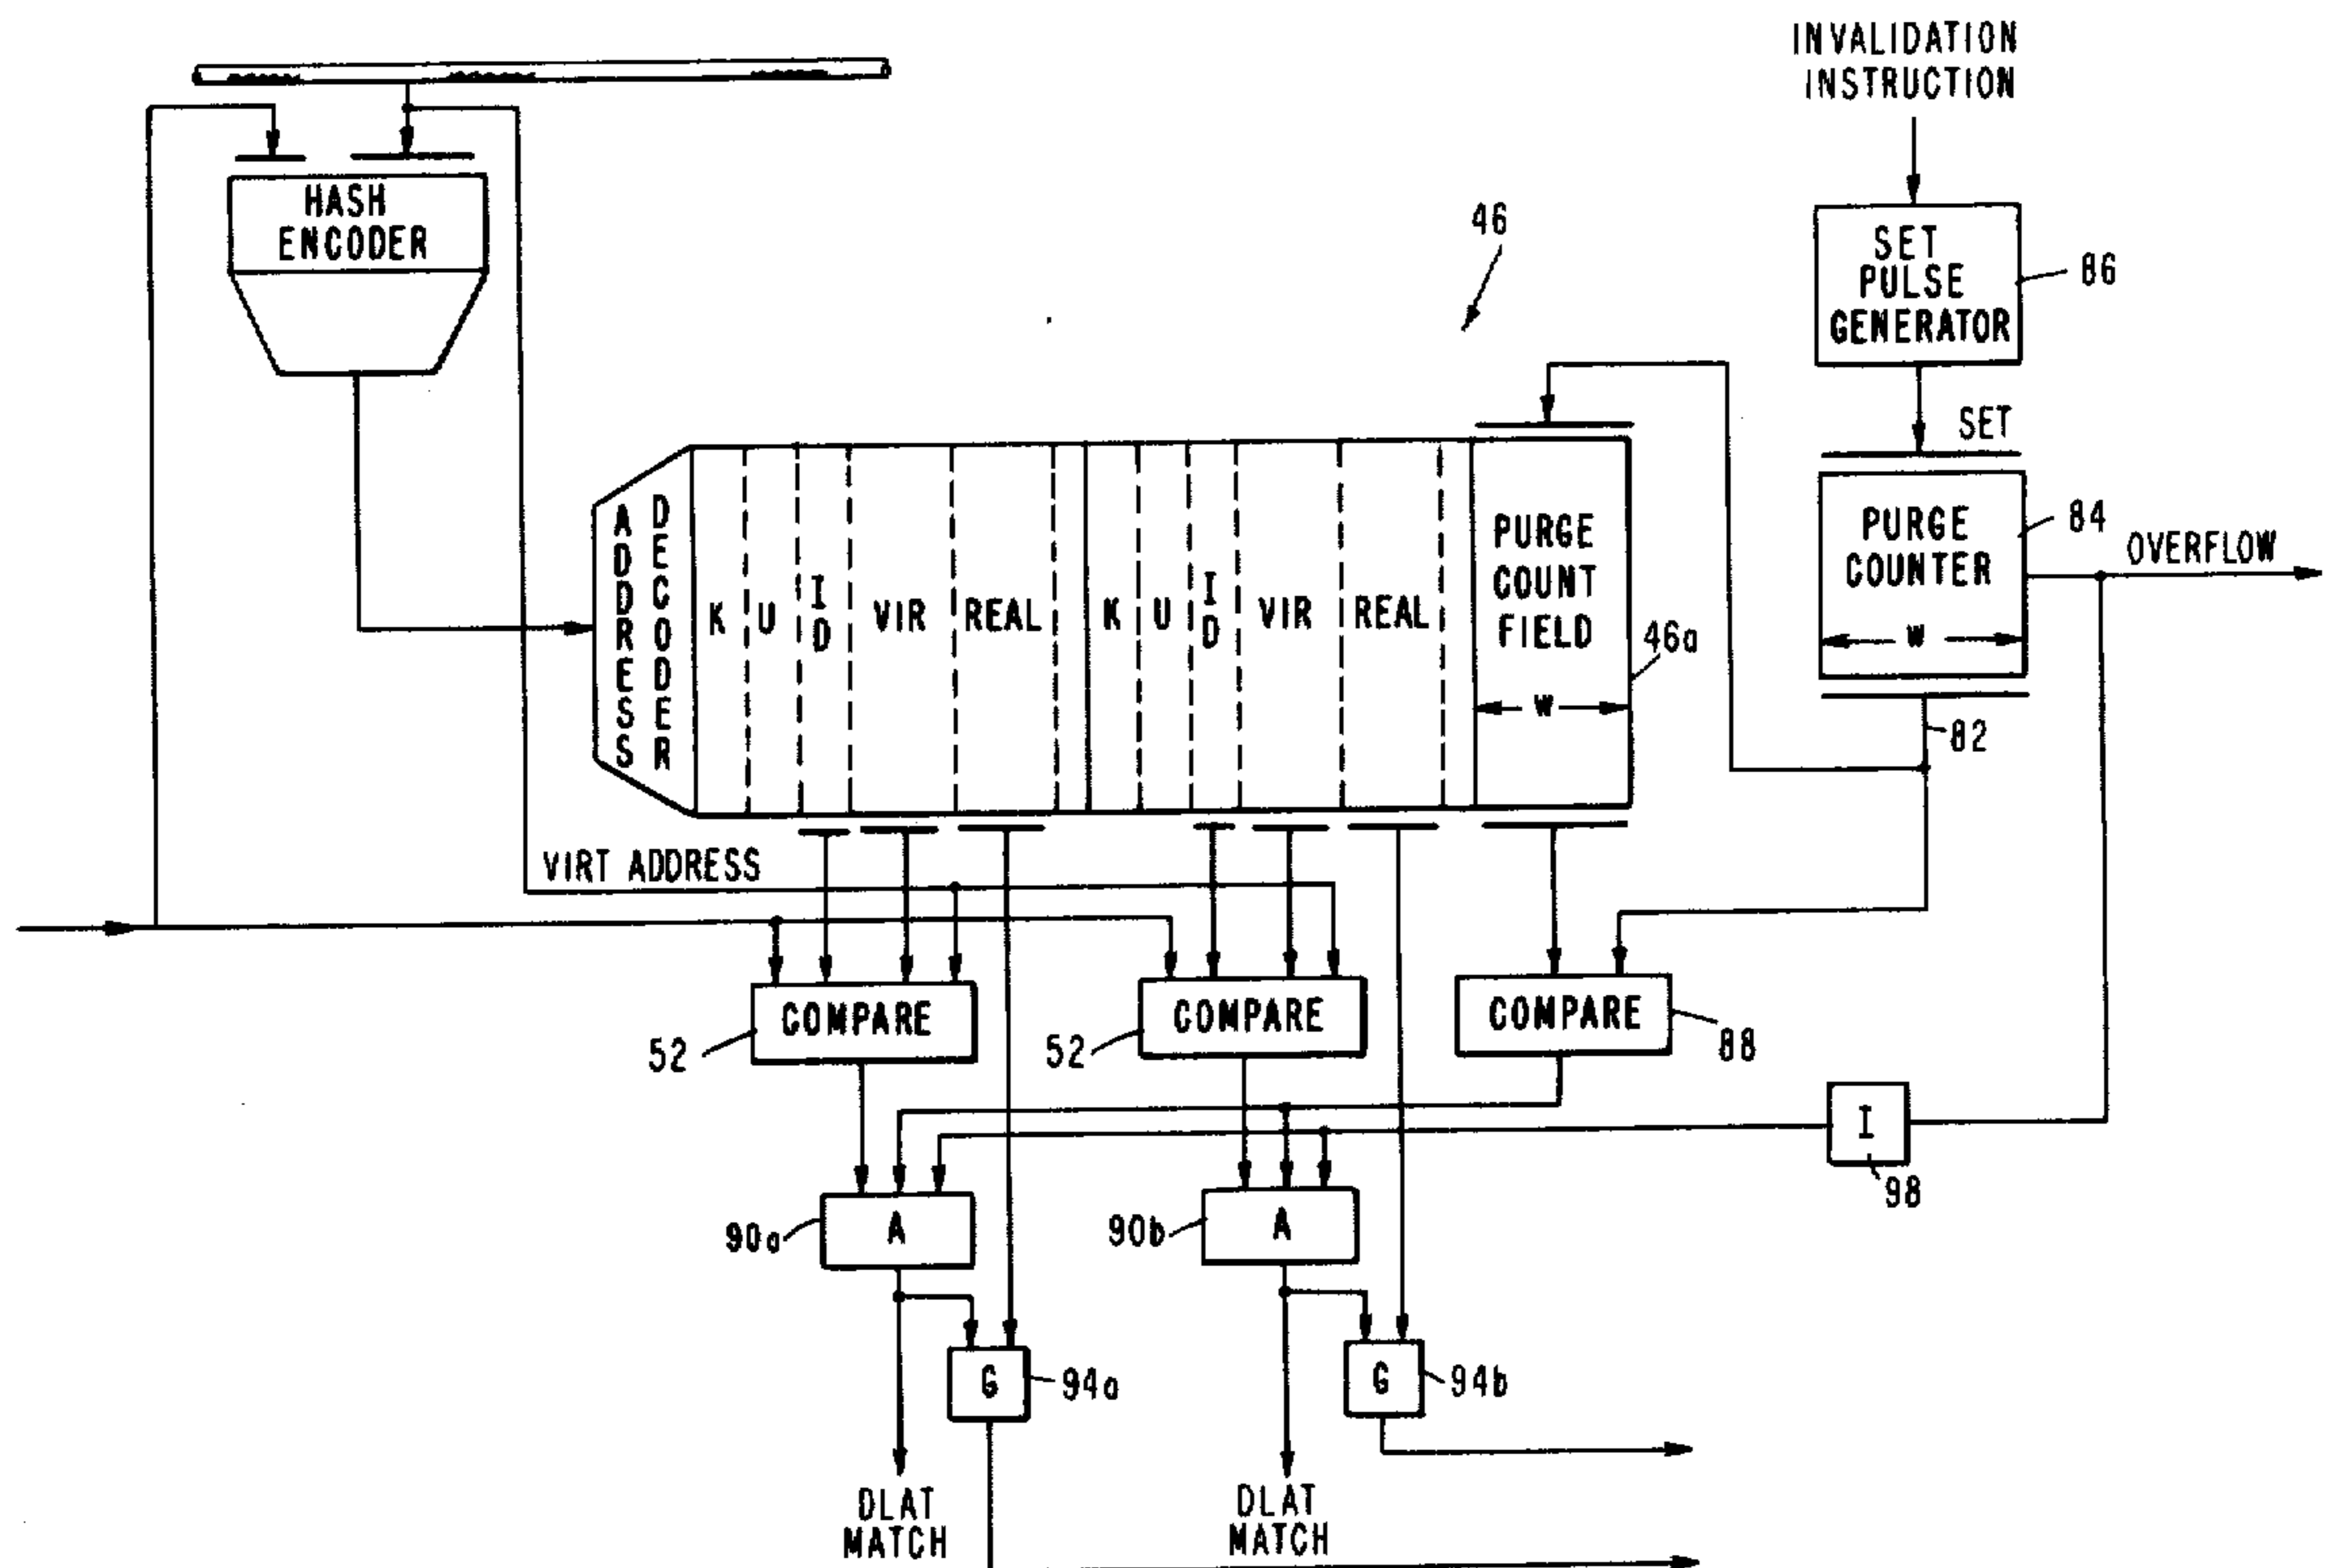 INVALIDATION
INSTRUCTION
HASH
ENCODER
46
SET
PULSE
GENERATOR
86
SET
ADDRESS
DECODER
K
U
ID
VIR
REAL
K
U
ID
VIR
REAL
PURGE
COUNT
FIELD
W
46a
PURGE
COUNTER
W
84
OVERFLOW
82
VIRT ADDRESS
COMPARE
52
COMPARE
52
COMPARE
88
I
98
A
90a
A
90b
G
94a
G
94b
DLAT
MATCH
DLAT
MATCH